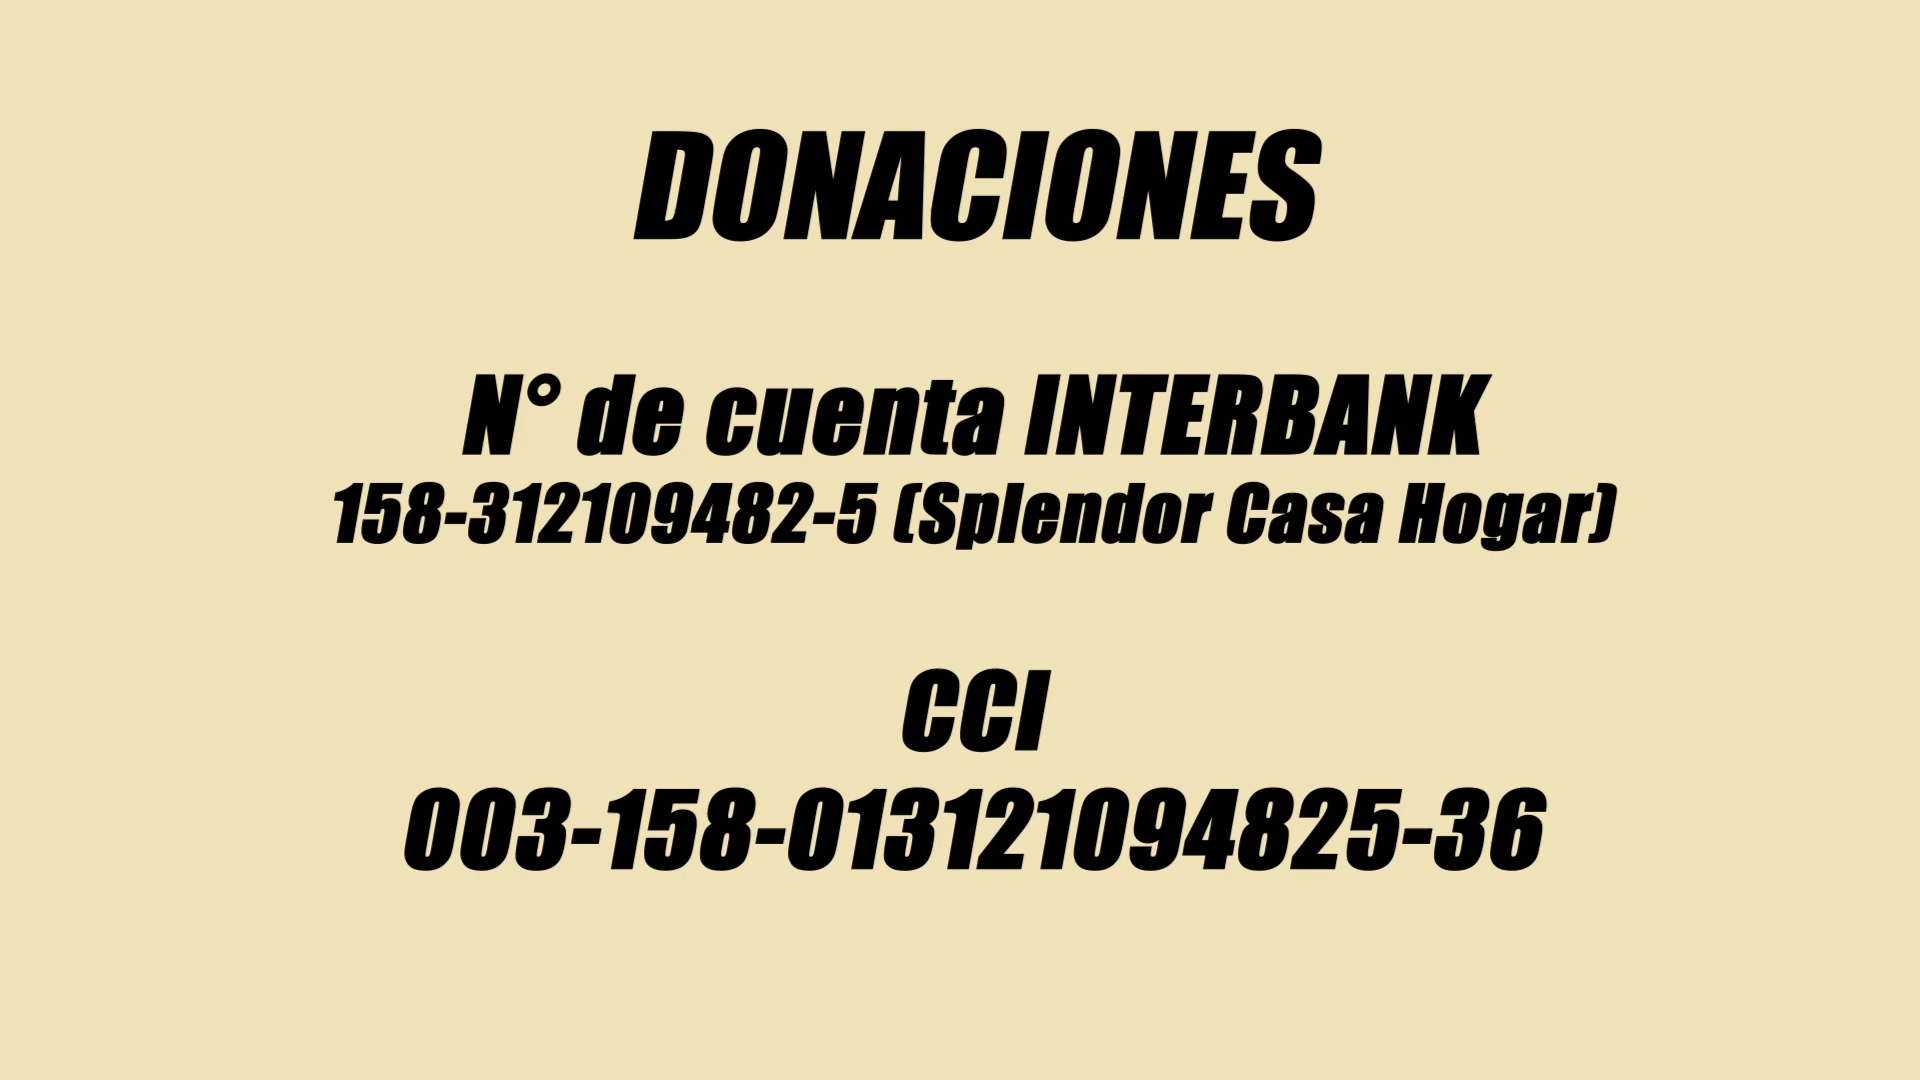 DONACIONES
N° de cuenta INTERBANK
158-312109482-5 (Splendor Casa Hogar)
CCI
003-158-013121094825-36